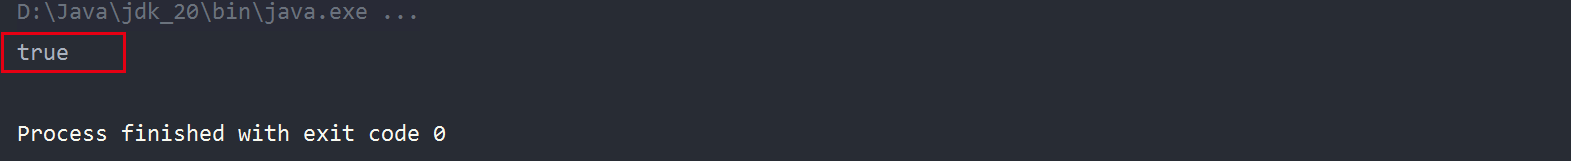 D:\Java\jdk_20\bin\java.exe ...
true
Process finished with exit code 0